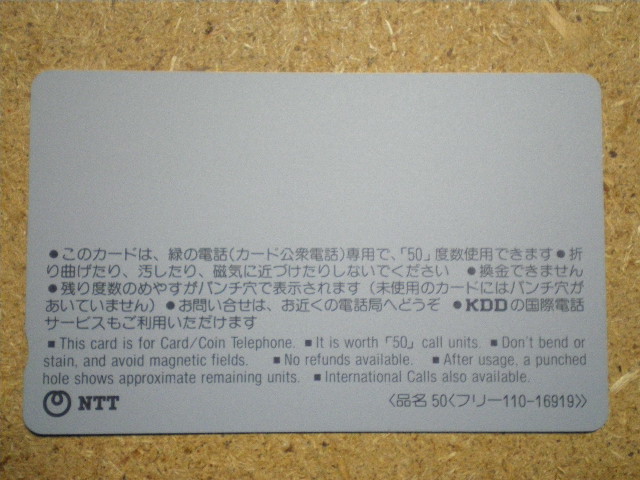 ●このカードは、緑の電話(カード公衆電話)専用で、「50」度数使用できます●折
り曲げたり、汚したり、磁気に近づけたりしないでください ●換金できません
●残り度数のめやすがパンチ穴で表示されます(未使用のカードにはパンチ穴が
あいていません)●お問い合せは、お近くの電話局へどうぞ ●KDDの国際電話
サービスもご利用いただけます
■ This card is for Card/Coin Telephone. ■ It is worth「50」call units. ■ Don't bend or
stain, and avoid magnetic fields. ■ No refunds available. ■ After usage, a punched
hole shows approximate remaining units. ■ International Calls also available.
NTT 〈品名 50〈フリー110-16919〉〉